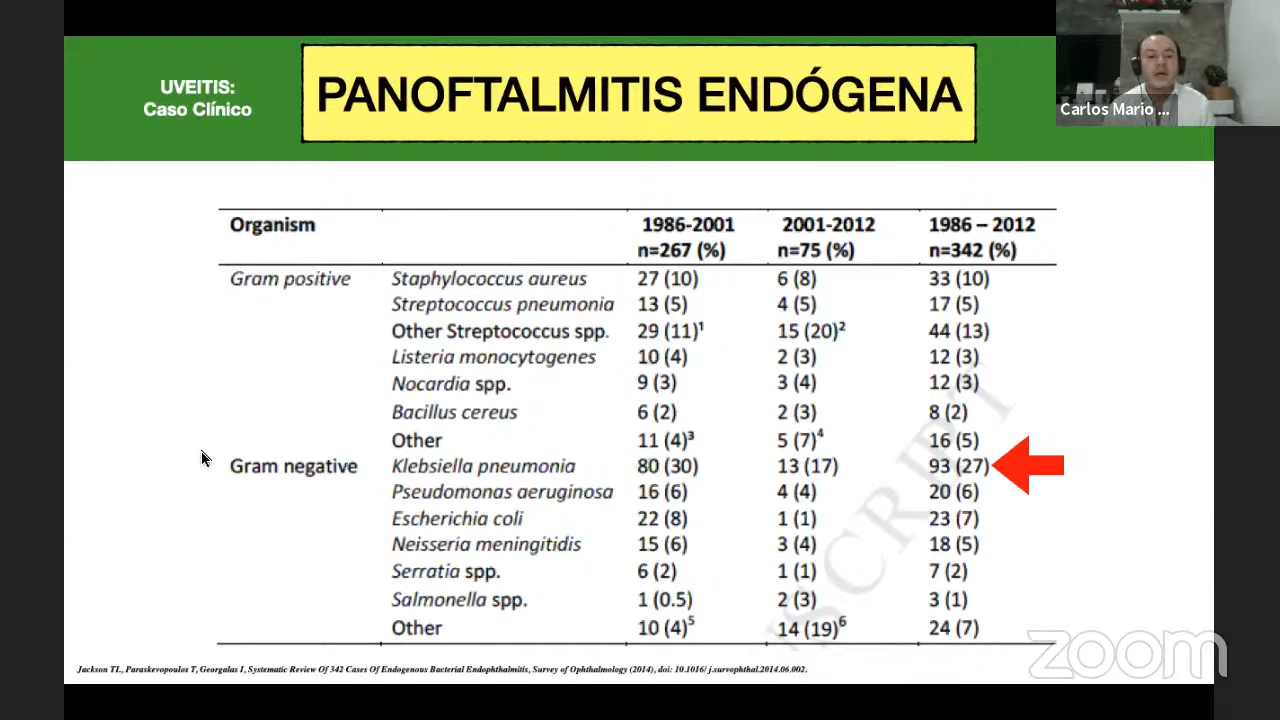 UVEITIS:
Caso Clínico
PANOFTALMITIS ENDÓGENA
Carlos Mario ...
Organism 1986-2001 2001-2012 1986 – 2012
n=267 (%) n=75 (%) n=342 (%)
Gram positive Staphylococcus aureus 27 (10) 6 (8) 33 (10)
Streptococcus pneumonia 13 (5) 4 (5) 17 (5)
Other Streptococcus spp. 29 (11)¹ 15 (20)² 44 (13)
Listeria monocytogenes 10 (4) 2 (3) 12 (3)
Nocardia spp. 9 (3) 3 (4) 12 (3)
Bacillus cereus 6 (2) 2 (3) 8 (2)
Other 11 (4)³ 5 (7)⁴ 16 (5)
Gram negative Klebsiella pneumonia 80 (30) 13 (17) 93 (27)
Pseudomonas aeruginosa 16 (6) 4 (4) 20 (6)
Escherichia coli 22 (8) 1 (1) 23 (7)
Neisseria meningitidis 15 (6) 3 (4) 18 (5)
Serratia spp. 6 (2) 1 (1) 7 (2)
Salmonella spp. 1 (0.5) 2 (3) 3 (1)
Other 10 (4)⁵ 14 (19)⁶ 24 (7)
SCRIPT
zoom
Jackson TL, Paraskevopoulos T, Georgalas I, Systematic Review Of 342 Cases Of Endogenous Bacterial Endophthalmitis, Survey of Ophthalmology (2014), doi: 10.1016/ j.survophthal.2014.06.002.